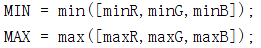 MIN = min([minR,minG,minB]);
MAX = max([maxR,maxG,maxB]);